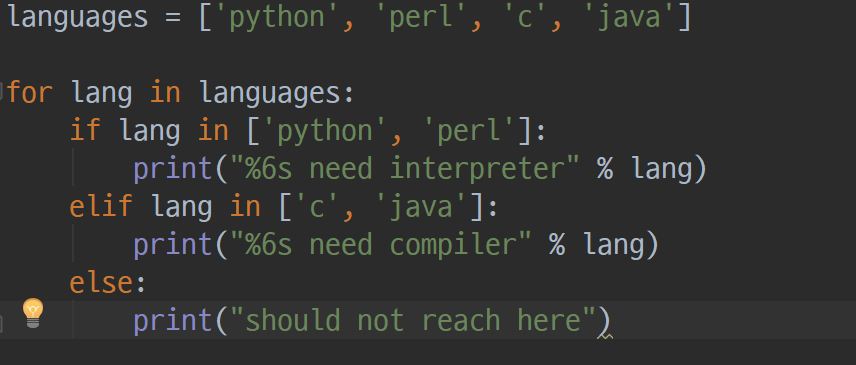 languages = ['python', 'perl', 'c', 'java']
for lang in languages:
    if lang in ['python', 'perl']:
        print("%6s need interpreter" % lang)
    elif lang in ['c', 'java']:
        print("%6s need compiler" % lang)
    else:
        print("should not reach here")